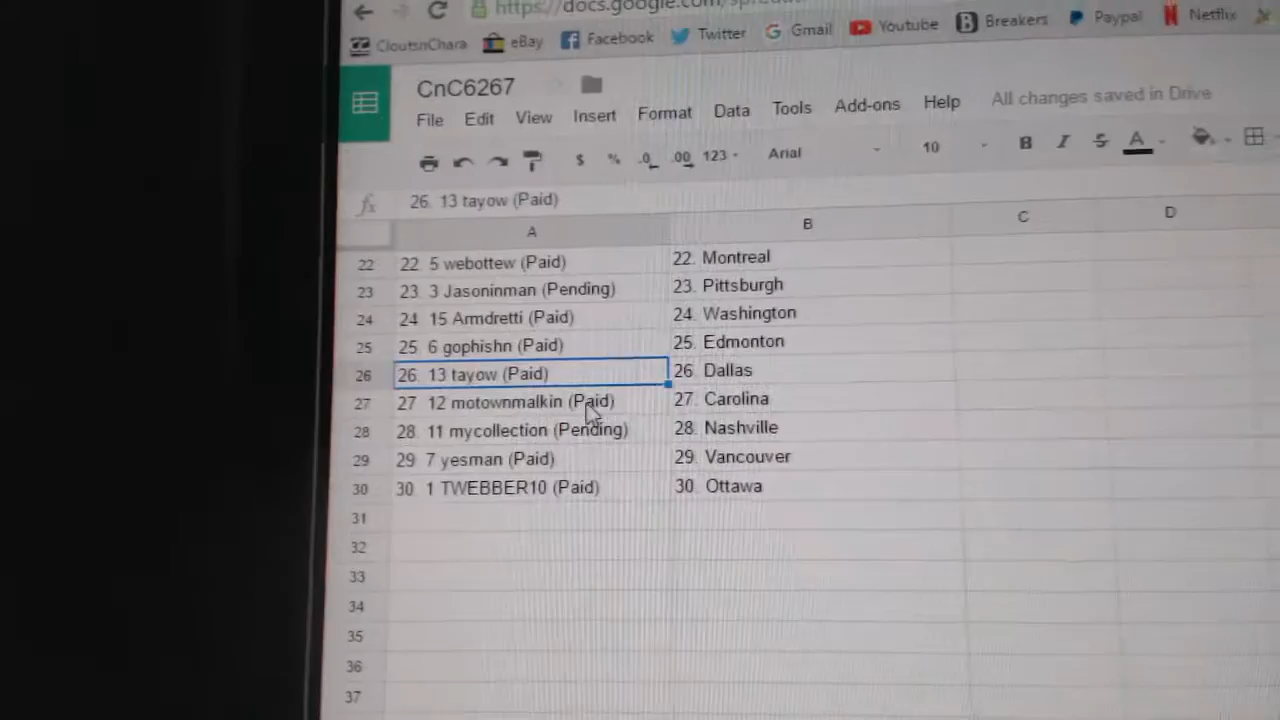 https://docs.google.com/
CloutsnChara eBay Facebook Twitter Gmail Youtube Breakers Paypal Netflix
CnC6267
File Edit View Insert Format Data Tools Add-ons Help All changes saved in Drive
$ % .0 .00 123 Arial 10 B I S A
fx 26 13 tayow (Paid)
A B C D
22 22 5 webottew (Paid) 22. Montreal
23 23 3 Jasoninman (Pending) 23. Pittsburgh
24 24 15 Armdretti (Paid) 24. Washington
25 25 6 gophishn (Paid) 25. Edmonton
26 26 13 tayow (Paid) 26. Dallas
27 27 12 motownmalkin (Paid) 27. Carolina
28 28 11 mycollection (Pending) 28. Nashville
29 29 7 yesman (Paid) 29. Vancouver
30 30 1 TWEBBER10 (Paid) 30. Ottawa
31
32
33
34
35
36
37